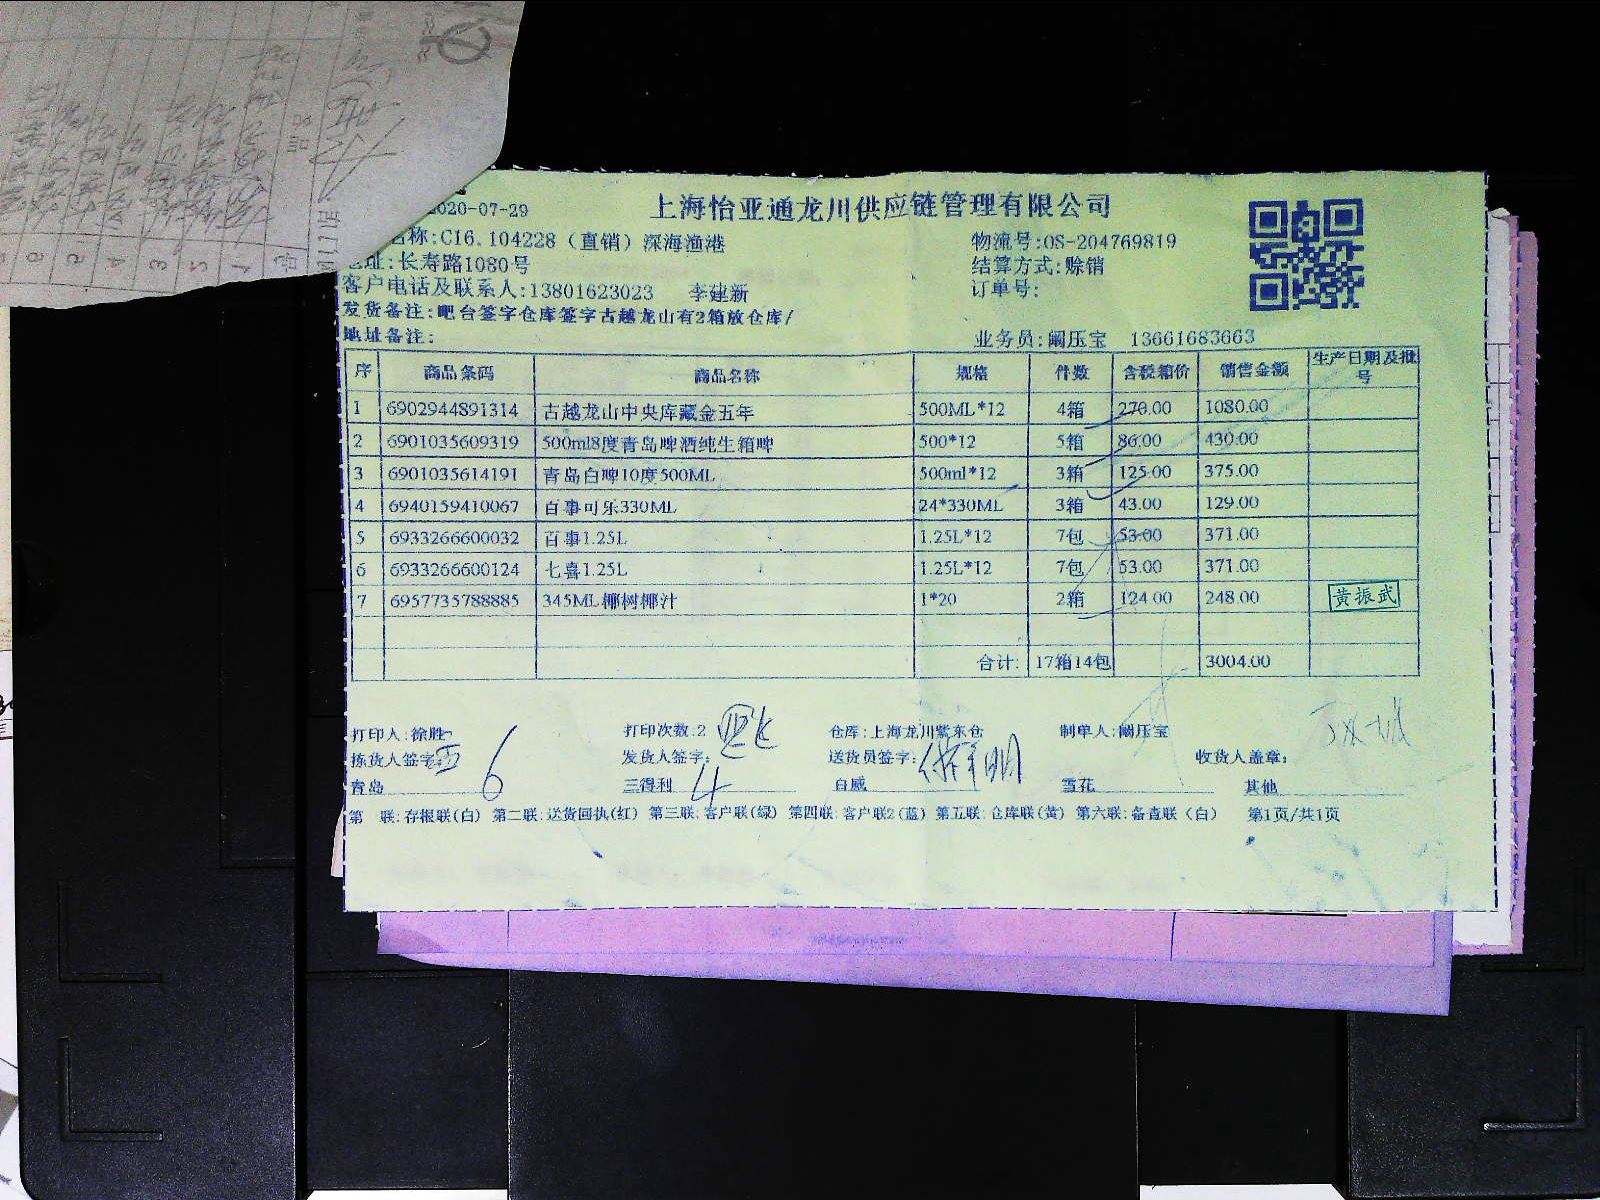 2020-07-29
上海怡亚通龙川供应链管理有限公司
名称:C16.104228（直销）深海渔港
物流号:OS-204769819
地址:长寿路1080号
结算方式:赊销
客户电话及联系人:13801623023 李建新
订单号:
发货备注:吧台签字仓库签字古越龙山有2箱放仓库/
地址备注:
业务员:阚压宝 13661683663
序 商品条码 商品名称 规格 件数 含税箱价 销售金额 生产日期及批号
1 6902944891314 古越龙山中央库藏金五年 500ML*12 4箱 270.00 1080.00
2 6901035609319 500ml8度青岛啤酒纯生箱啤 500*12 5箱 86.00 430.00
3 6901035614191 青岛白啤10度500ML 500ml*12 3箱 125.00 375.00
4 6940159410067 百事可乐330ML 24*330ML 3箱 43.00 129.00
5 6933266600032 百事1.25L 1.25L*12 7包 53.00 371.00
6 6933266600124 七喜1.25L 1.25L*12 7包 53.00 371.00
7 6957735788885 345ML椰树椰汁 1*20 2箱 124.00 248.00 黄振武
合计: 17箱14包 3004.00
打印人:徐胜 打印次数:2 仓库:上海龙川紫东仓 制单人:阚压宝
拣货人签字: 发货人签字: 送货员签字: 收货人盖章:
青岛 6 三得利 4 百威 雪花 其他
第 联:存根联(白) 第二联:送货回执(红) 第三联:客户联(绿) 第四联:客户联2(蓝) 第五联:仓库联(黄) 第六联:备查联（白） 第1页/共1页